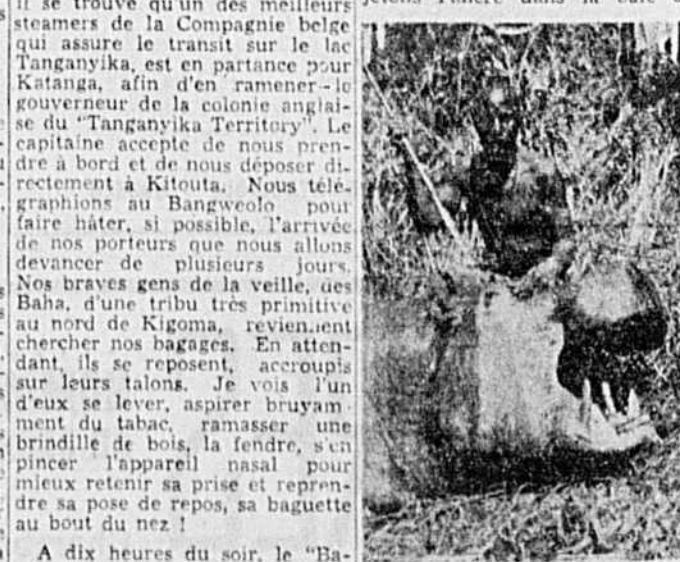 il se trouve qu'un des meilleurs
steamers de la Compagnie belge
qui assure le transit sur le lac
Tanganyika, est en partance pour
Katanga, afin d'en ramener le
gouverneur de la colonie anglai-
se du "Tanganyika Territory". Le
capitaine accepte de nous pren-
dre à bord et de nous déposer di-
rectement à Kitouta. Nous télé-
graphions au Bangweolo pour
faire hâter, si possible, l'arrivée
de nos porteurs que nous allons
devancer de plusieurs jours.
Nos braves gens de la veille, des
Baha, d'une tribu très primitive
au nord de Kigoma, reviennent
chercher nos bagages. En atten-
dant, ils se reposent, accroupis
sur leurs talons. Je vois l'un
d'eux se lever, aspirer bruyam-
ment du tabac, ramasser une
brindille de bois, la fendre, s'en
pincer l'appareil nasal pour
mieux retenir sa prise et repren-
dre sa pose de repos, sa baguette
au bout du nez !
A dix heures du soir, le "Ba-